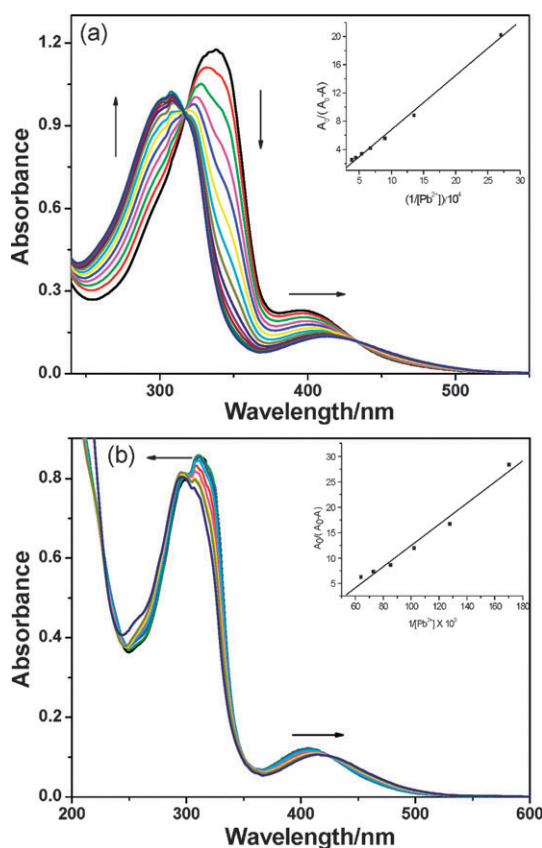 (a)
1.2
0.9
0.6
0.3
0.0
Absorbance
300 400 500
Wavelength/nm
20
16
12
8
4
A₀/( A₀-A)
5 10 15 20 25 30
(1/[Pb²⁺])/10⁴
(b)
0.8
0.6
0.4
0.2
0.0
Absorbance
200 300 400 500 600
Wavelength/nm
30
25
20
15
10
5
A0/( A0-A)
60 80 100 120 140 160 180
1/[Pb²⁺] X 10³